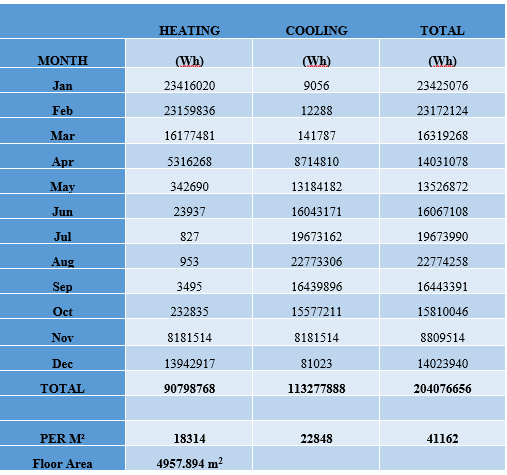 HEATING COOLING TOTAL
MONTH (Wh) (Wh) (Wh)
Jan 23416020 9056 23425076
Feb 23159836 12288 23172124
Mar 16177481 141787 16319268
Apr 5316268 8714810 14031078
May 342690 13184182 13526872
Jun 23937 16043171 16067108
Jul 827 19673162 19673990
Aug 953 22773306 22774258
Sep 3495 16439896 16443391
Oct 232835 15577211 15810046
Nov 8181514 8181514 8809514
Dec 13942917 81023 14023940
TOTAL 90798768 113277888 204076656
PER M² 18314 22848 41162
Floor Area 4957.894 m²